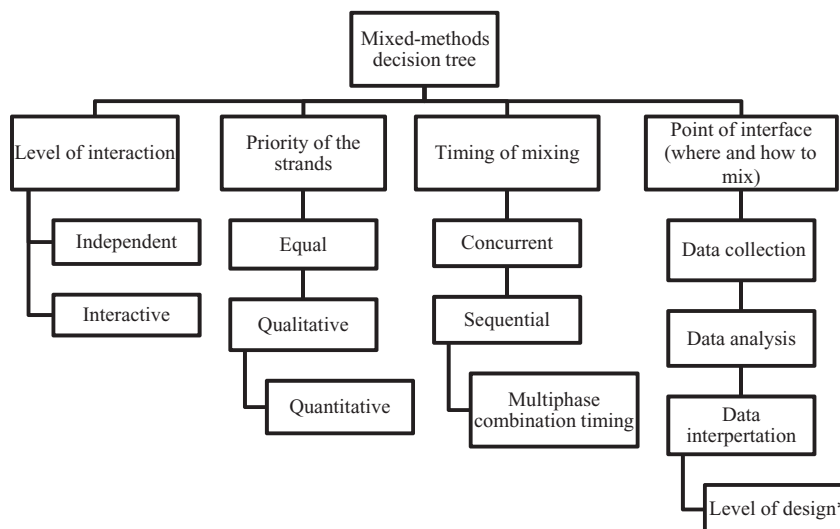 Mixed-methods
decision tree
Level of interaction
Independent
Interactive
Priority of the
strands
Equal
Qualitative
Quantitative
Timing of mixing
Concurrent
Sequential
Multiphase
combination timing
Point of interface
(where and how to
mix)
Data collection
Data analysis
Data
interpertation
Level of design*